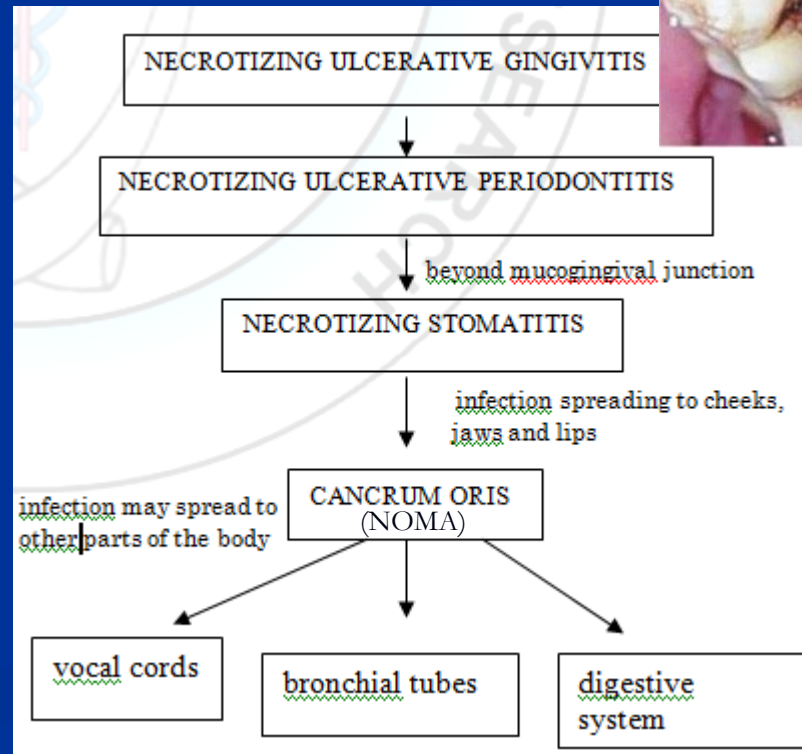 NECROTIZING ULCERATIVE GINGIVITIS
NECROTIZING ULCERATIVE PERIODONTITIS
beyond mucogingival junction
NECROTIZING STOMATITIS
infection spreading to cheeks,
jaws and lips
CANCRUM ORIS
(NOMA)
infection may spread to
other parts of the body
vocal cords
bronchial tubes
digestive
system
SEARCH